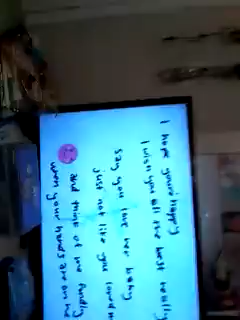 I hope you're happy
I wish you all the best really
say you love her baby
just not like you loved
and think of me fondly
when your hands are on